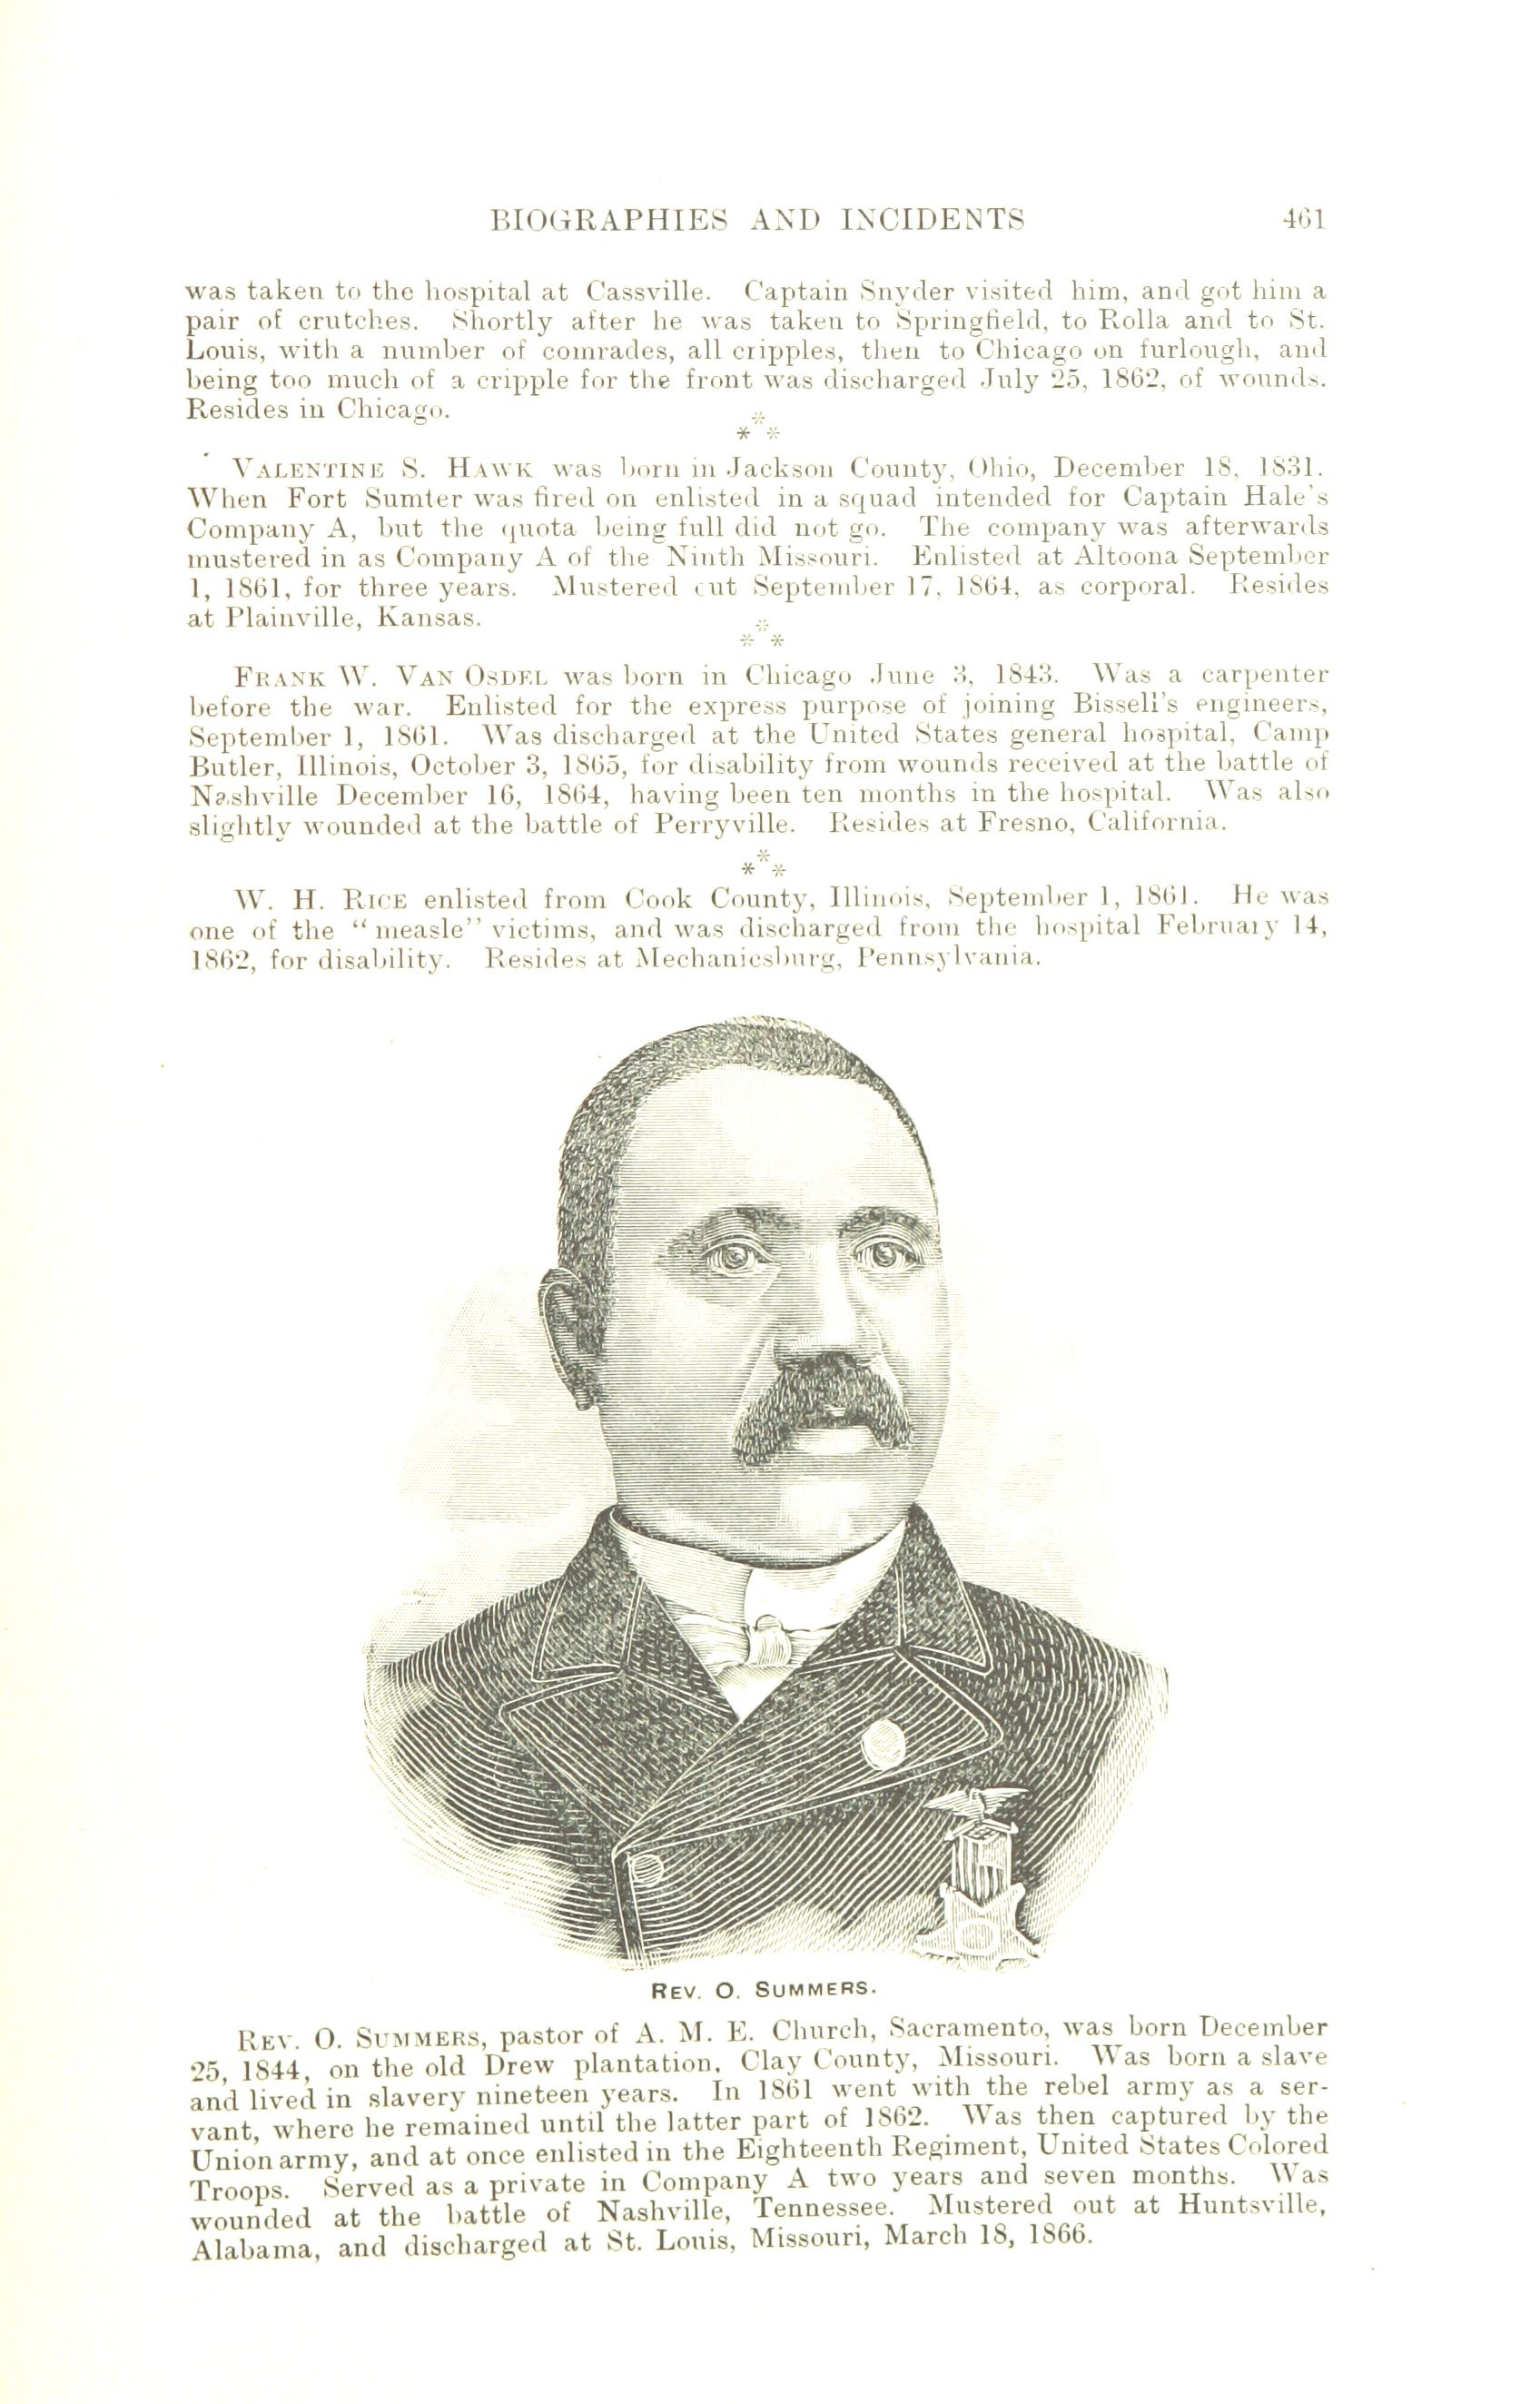 BIOGRAPHIES AND INCIDENTS 461
was taken to the hospital at Cassville. Captain Snyder visited him, and got him a
pair of crutches. Shortly after he was taken to Springfield, to Rolla and to St.
Louis, with a number of comrades, all cripples, then to Chicago on furlough, and
being too much of a cripple for the front was discharged July 25, 1862, of wounds.
Resides in Chicago.
* * *
VALENTINE S. HAWK was born in Jackson County, Ohio, December 18, 1831.
When Fort Sumter was fired on enlisted in a squad intended for Captain Hale's
Company A, but the quota being full did not go. The company was afterwards
mustered in as Company A of the Ninth Missouri. Enlisted at Altoona September
1, 1861, for three years. Mustered out September 17, 1864, as corporal. Resides
at Plainville, Kansas.
* * *
FRANK W. VAN OSDEL was born in Chicago June 3, 1843. Was a carpenter
before the war. Enlisted for the express purpose of joining Bissell's engineers,
September 1, 1861. Was discharged at the United States general hospital, Camp
Butler, Illinois, October 3, 1865, for disability from wounds received at the battle of
Nashville December 16, 1864, having been ten months in the hospital. Was also
slightly wounded at the battle of Perryville. Resides at Fresno, California.
* * *
W. H. RICE enlisted from Cook County, Illinois, September 1, 1861. He was
one of the "measle" victims, and was discharged from the hospital February 14,
1862, for disability. Resides at Mechanicsburg, Pennsylvania.
REV. O. SUMMERS.
REV. O. SUMMERS, pastor of A. M. E. Church, Sacramento, was born December
25, 1844, on the old Drew plantation, Clay County, Missouri. Was born a slave
and lived in slavery nineteen years. In 1861 went with the rebel army as a ser-
vant, where he remained until the latter part of 1862. Was then captured by the
Union army, and at once enlisted in the Eighteenth Regiment, United States Colored
Troops. Served as a private in Company A two years and seven months. Was
wounded at the battle of Nashville, Tennessee. Mustered out at Huntsville,
Alabama, and discharged at St. Louis, Missouri, March 18, 1866.